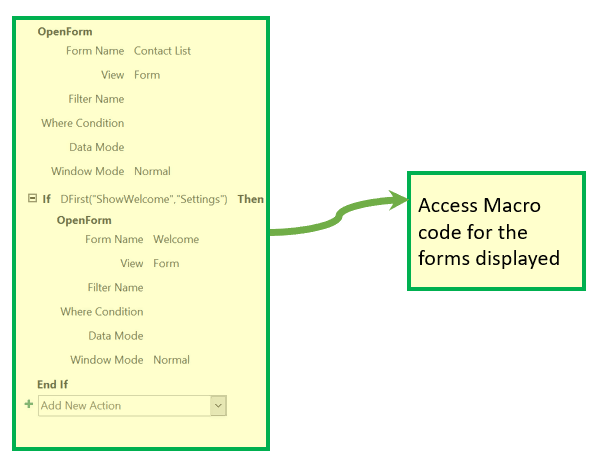 OpenForm
Form Name Contact List
View Form
Filter Name
Where Condition
Data Mode
Window Mode Normal
If DFirst("ShowWelcome","Settings") Then
OpenForm
Form Name Welcome
View Form
Filter Name
Where Condition
Data Mode
Window Mode Normal
End If
Add New Action
Access Macro
code for the
forms displayed